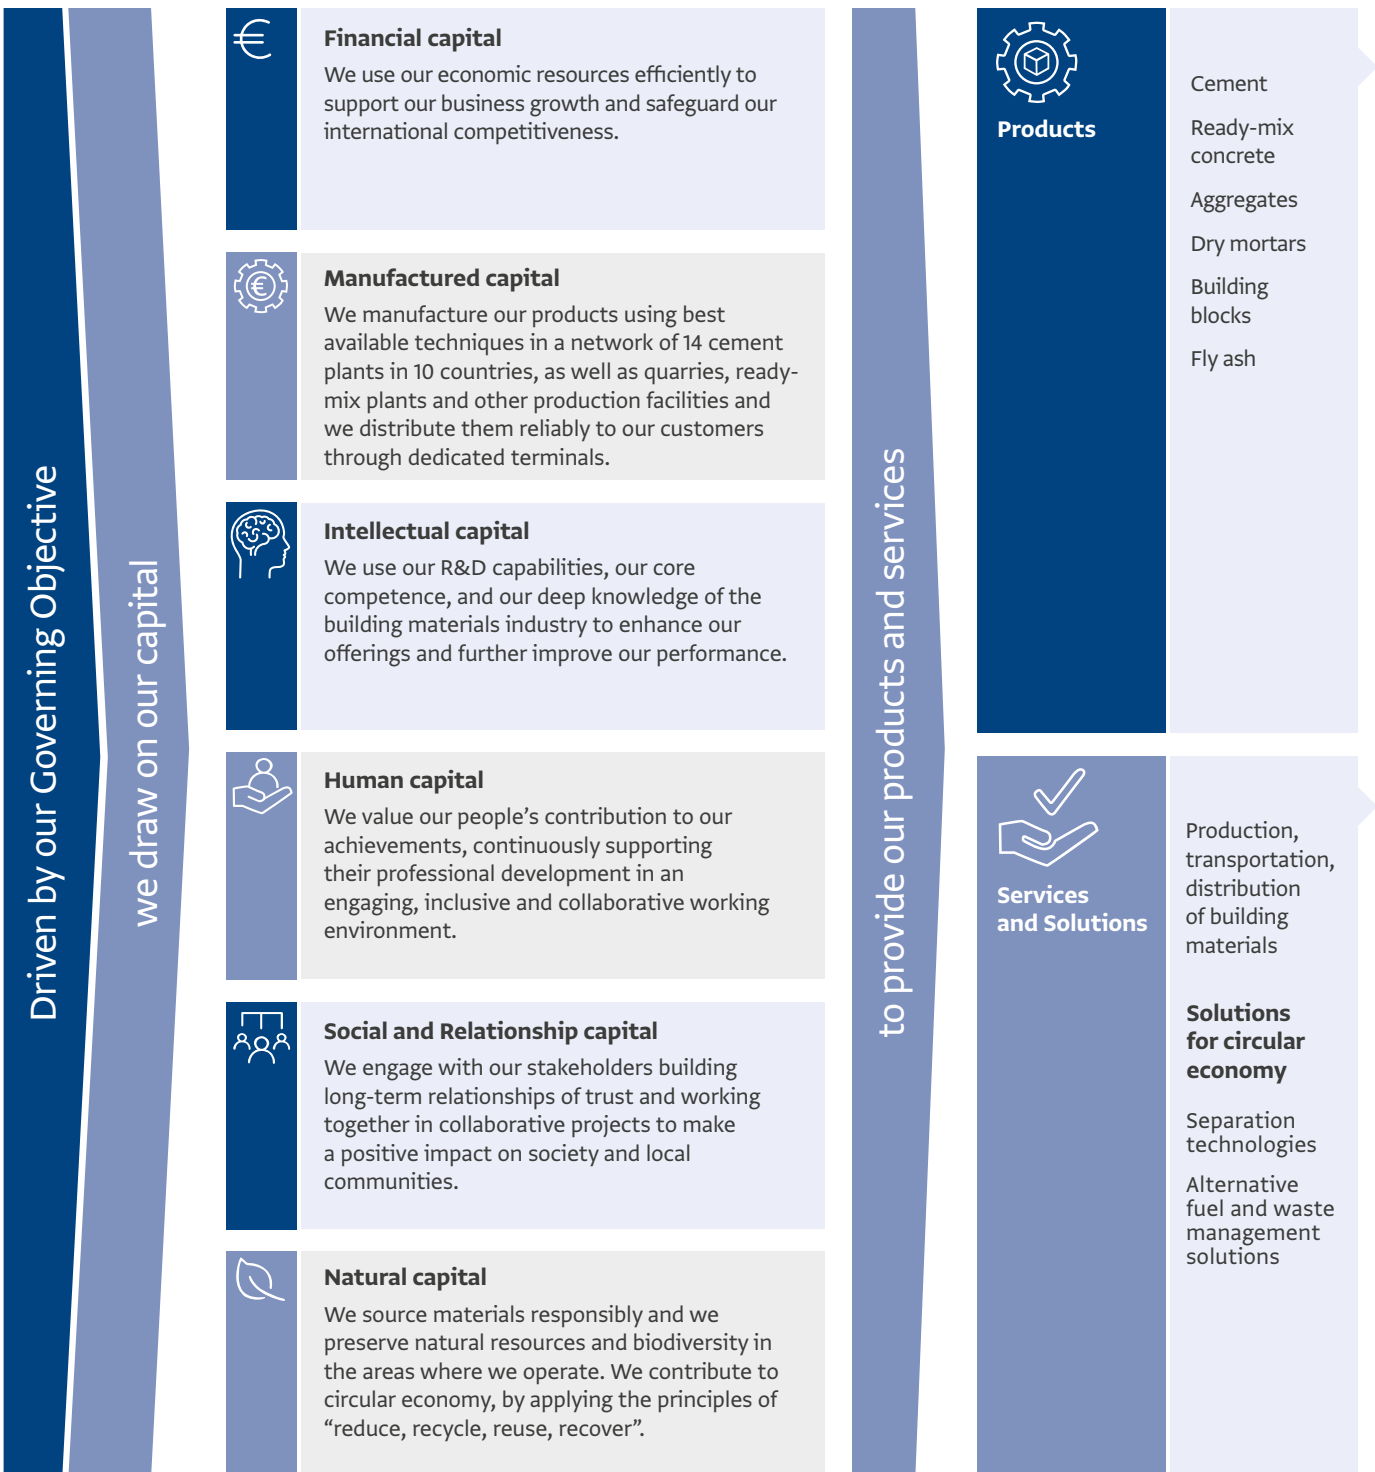 Driven by our Governing Objective
we draw on our capital
Financial capital
We use our economic resources efficiently to
support our business growth and safeguard our
international competitiveness.
Manufactured capital
We manufacture our products using best
available techniques in a network of 14 cement
plants in 10 countries, as well as quarries, ready-
mix plants and other production facilities and
we distribute them reliably to our customers
through dedicated terminals.
Intellectual capital
We use our R&D capabilities, our core
competence, and our deep knowledge of the
building materials industry to enhance our
offerings and further improve our performance.
Human capital
We value our people’s contribution to our
achievements, continuously supporting
their professional development in an
engaging, inclusive and collaborative working
environment.
Social and Relationship capital
We engage with our stakeholders building
long-term relationships of trust and working
together in collaborative projects to make
a positive impact on society and local
communities.
Natural capital
We source materials responsibly and we
preserve natural resources and biodiversity in
the areas where we operate. We contribute to
circular economy, by applying the principles of
“reduce, recycle, reuse, recover”.
to provide our products and services
Products
Cement
Ready-mix
concrete
Aggregates
Dry mortars
Building
blocks
Fly ash
Services
and Solutions
Production,
transportation,
distribution
of building
materials
Solutions
for circular
economy
Separation
technologies
Alternative
fuel and waste
management
solutions